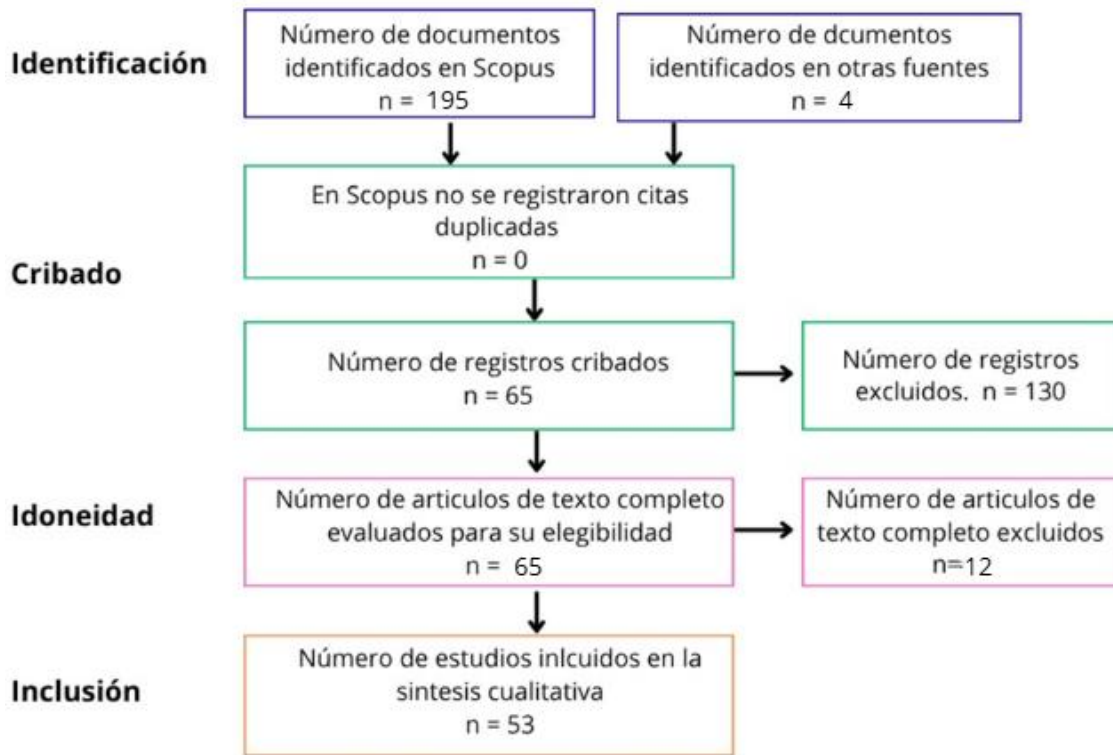 Identificación
Número de documentos
identificados en Scopus
n = 195
Número de dcumentos
identificados en otras fuentes
n = 4
Cribado
En Scopus no se registraron citas
duplicadas
n = 0
Número de registros cribados
n = 65
Número de registros
excluidos. n = 130
Idoneidad
Número de articulos de texto completo
evaluados para su elegibilidad
n = 65
Número de articulos de
texto completo excluidos
n=12
Inclusión
Número de estudios inlcuidos en la
sintesis cualitativa
n = 53